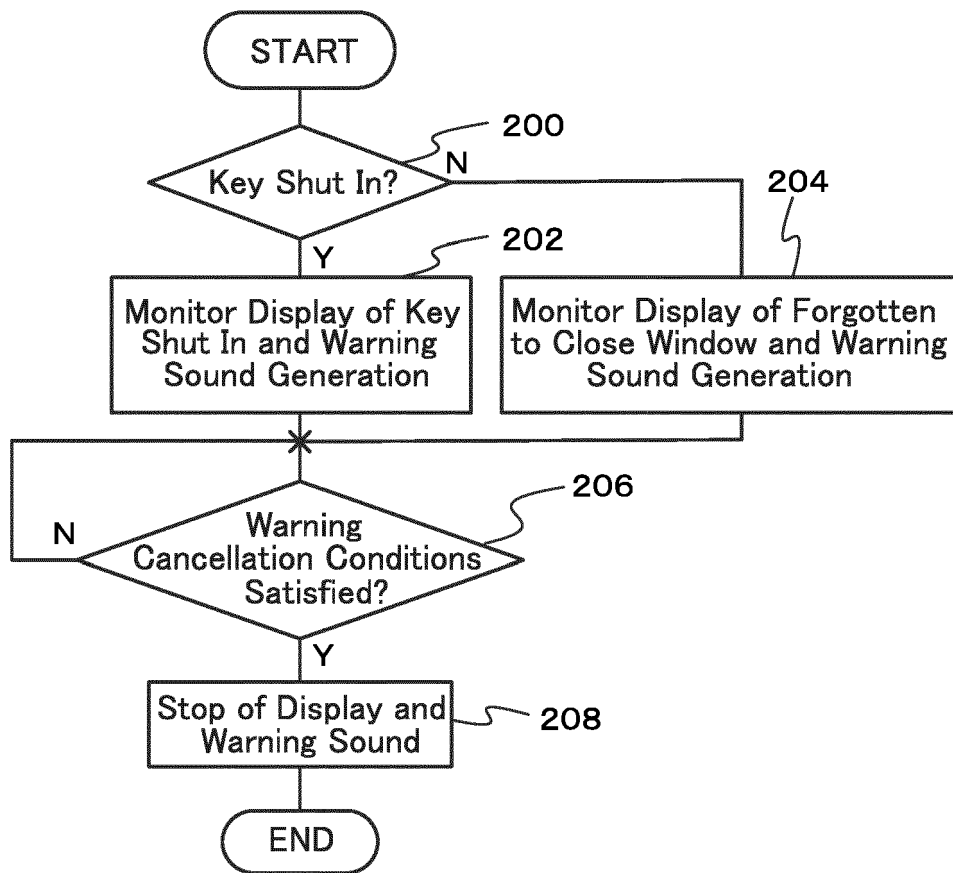 START
200
Key Shut In?
N
204
Y
202
Monitor Display of Key
Shut In and Warning
Sound Generation
Monitor Display of Forgotten
to Close Window and Warning
Sound Generation
206
Warning
Cancellation Conditions
Satisfied?
N
Y
Stop of Display and
Warning Sound
208
END